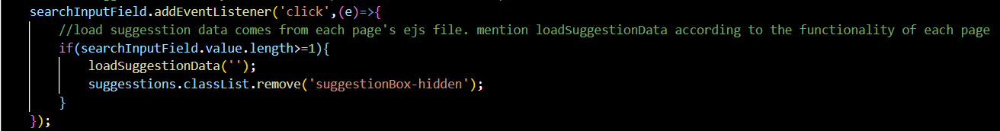 searchInputField.addEventListener('click',(e)=>{
//load suggesstion data comes from each page's ejs file. mention loadSuggestionData according to the functionality of each page
if(searchInputField.value.length>=1){
loadSuggestionData('');
suggesstions.classList.remove('suggestionBox-hidden');
}
});